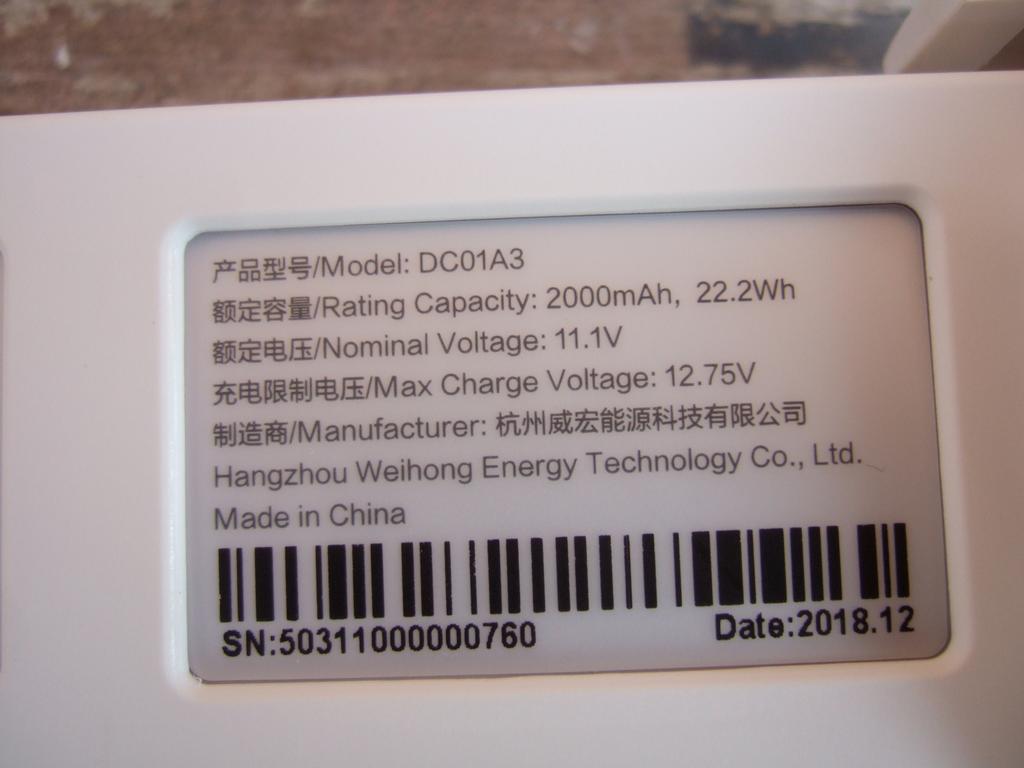 产品型号/Model: DC01A3
额定容量/Rating Capacity: 2000mAh, 22.2Wh
额定电压/Nominal Voltage: 11.1V
充电限制电压/Max Charge Voltage: 12.75V
制造商/Manufacturer: 杭州威宏能源科技有限公司
Hangzhou Weihong Energy Technology Co., Ltd.
Made in China
SN:50311000000760 Date:2018.12